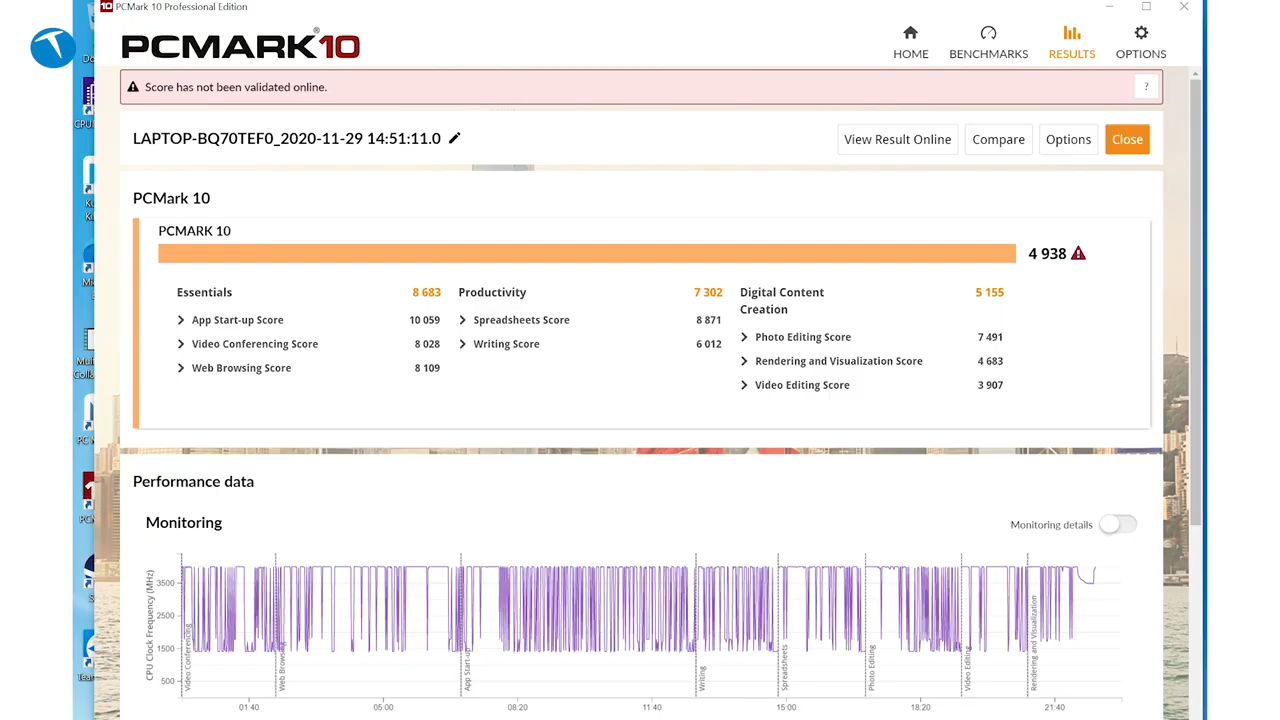 PCMark 10 Professional Edition
PCMARK®10
HOME
BENCHMARKS
RESULTS
OPTIONS
Score has not been validated online.
?
LAPTOP-BQ70TEF0_2020-11-29 14:51:11.0
View Result Online
Compare
Options
Close
PCMark 10
PCMARK 10
4 938
Essentials 8 683
App Start-up Score 10 059
Video Conferencing Score 8 028
Web Browsing Score 8 109
Productivity 7 302
Spreadsheets Score 8 871
Writing Score 6 012
Digital Content 5 155
Creation
Photo Editing Score 7 491
Rendering and Visualization Score 4 683
Video Editing Score 3 907
Performance data
Monitoring
Monitoring details
CPU Clock Frequency (MHz)
3500
2500
1500
500
Video Conferencing
Web Browsing
App Start-up
Writing
Spreadsheets
Photo Editing
Video Editing
Rendering and Visualization
01:40 05:00 08:20 11:40 15:00 18:20 21:40